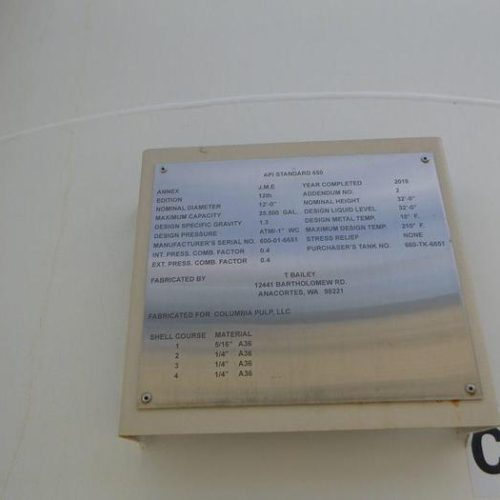 API STANDARD 650
ANNEX J,M,E YEAR COMPLETED 2018
EDITION 12th ADDENDUM NO. 2
NOMINAL DIAMETER 12'-0" NOMINAL HEIGHT 32'-6"
MAXIMUM CAPACITY 25,500 GAL. DESIGN LIQUID LEVEL 32'-6"
DESIGN SPECIFIC GRAVITY 1.3 DESIGN METAL TEMP. 10° F.
DESIGN PRESSURE ATM/-1" WC MAXIMUM DESIGN TEMP. 210° F.
MANUFACTURER'S SERIAL NO. 600-01-6651 STRESS RELIEF NONE
INT. PRESS. COMB. FACTOR 0.4 PURCHASER'S TANK NO. 660-TK-6651
EXT. PRESS. COMB. FACTOR 0.4
FABRICATED BY T BAILEY
12441 BARTHOLOMEW RD.
ANACORTES, WA 98221
FABRICATED FOR COLUMBIA PULP, LLC
SHELL COURSE MATERIAL
1 5/16" A36
2 1/4" A36
3 1/4" A36
4 1/4" A36
C